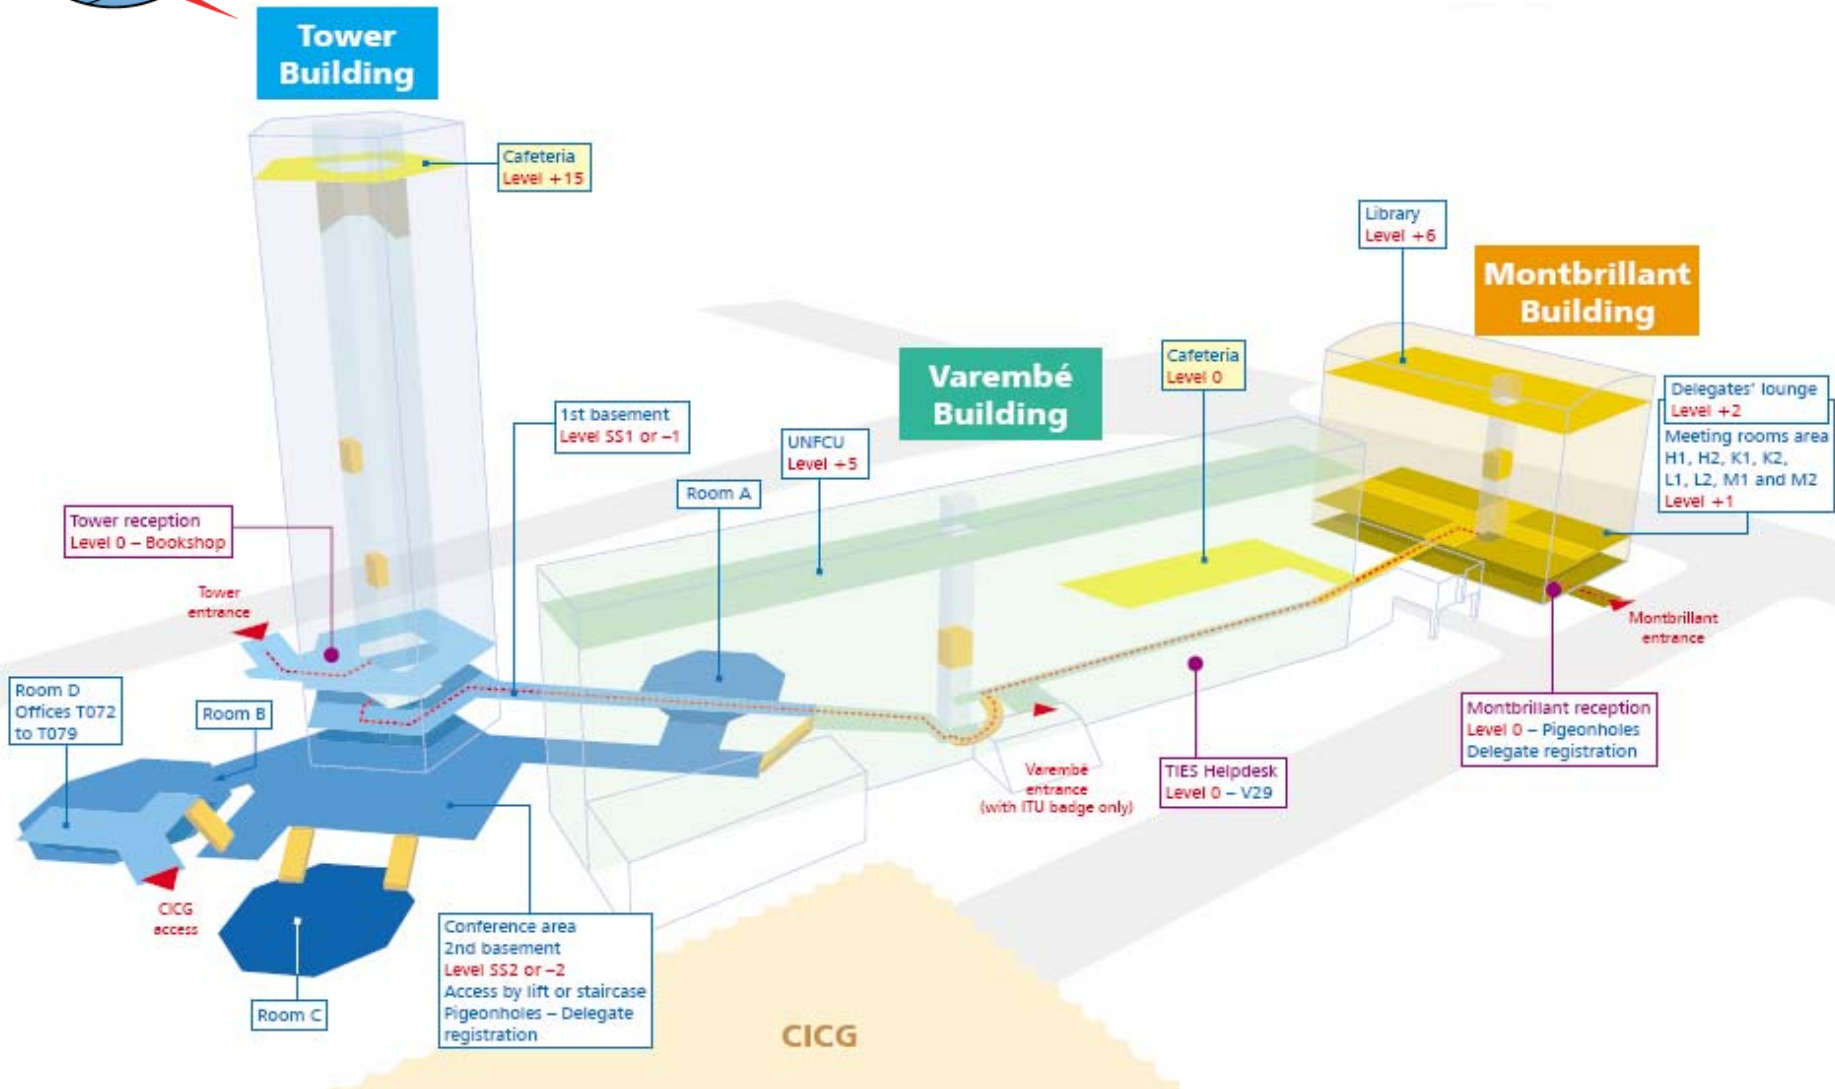 Tower
Building
Cafeteria
Level +15
Library
Level +6
Montbrillant
Building
Varembé
Building
Cafeteria
Level 0
Delegates' lounge
Level +2
Meeting rooms area
H1, H2, K1, K2,
L1, L2, M1 and M2
Level +1
1st basement
Level SS1 or –1
UNFCU
Level +5
Room A
Tower reception
Level 0 – Bookshop
Tower
entrance
Montbrillant
entrance
Room D
Offices T072
to T079
Room B
Montbrillant reception
Level 0 – Pigeonholes
Delegate registration
Varembé
entrance
(with ITU badge only)
TIES Helpdesk
Level 0 – V29
CICG
access
Conference area
2nd basement
Level SS2 or –2
Access by lift or staircase
Pigeonholes – Delegate
registration
Room C
CICG